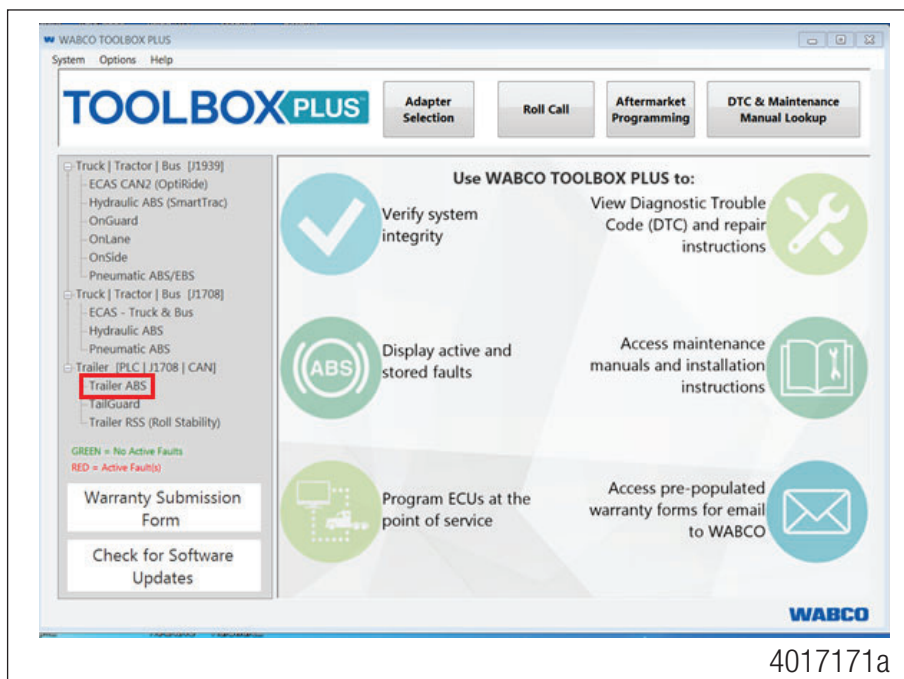 WABCO TOOLBOX PLUS
System Options Help
TOOLBOX PLUS
Adapter
Selection
Roll Call
Aftermarket
Programming
DTC & Maintenance
Manual Lookup
Truck | Tractor | Bus [J1939]
ECAS CAN2 (OptiRide)
Hydraulic ABS (SmartTrac)
OnGuard
OnLane
OnSide
Pneumatic ABS/EBS
Truck | Tractor | Bus [J1708]
ECAS - Truck & Bus
Hydraulic ABS
Pneumatic ABS
Trailer [PLC | J1708 | CAN]
Trailer ABS
TailGuard
Trailer RSS (Roll Stability)
GREEN = No Active Faults
RED = Active Fault(s)
Warranty Submission
Form
Check for Software
Updates
Use WABCO TOOLBOX PLUS to:
Verify system
integrity
View Diagnostic Trouble
Code (DTC) and repair
instructions
ABS
Display active and
stored faults
Access maintenance
manuals and installation
instructions
Program ECUs at the
point of service
Access pre-populated
warranty forms for email
to WABCO
WABCO
4017171a